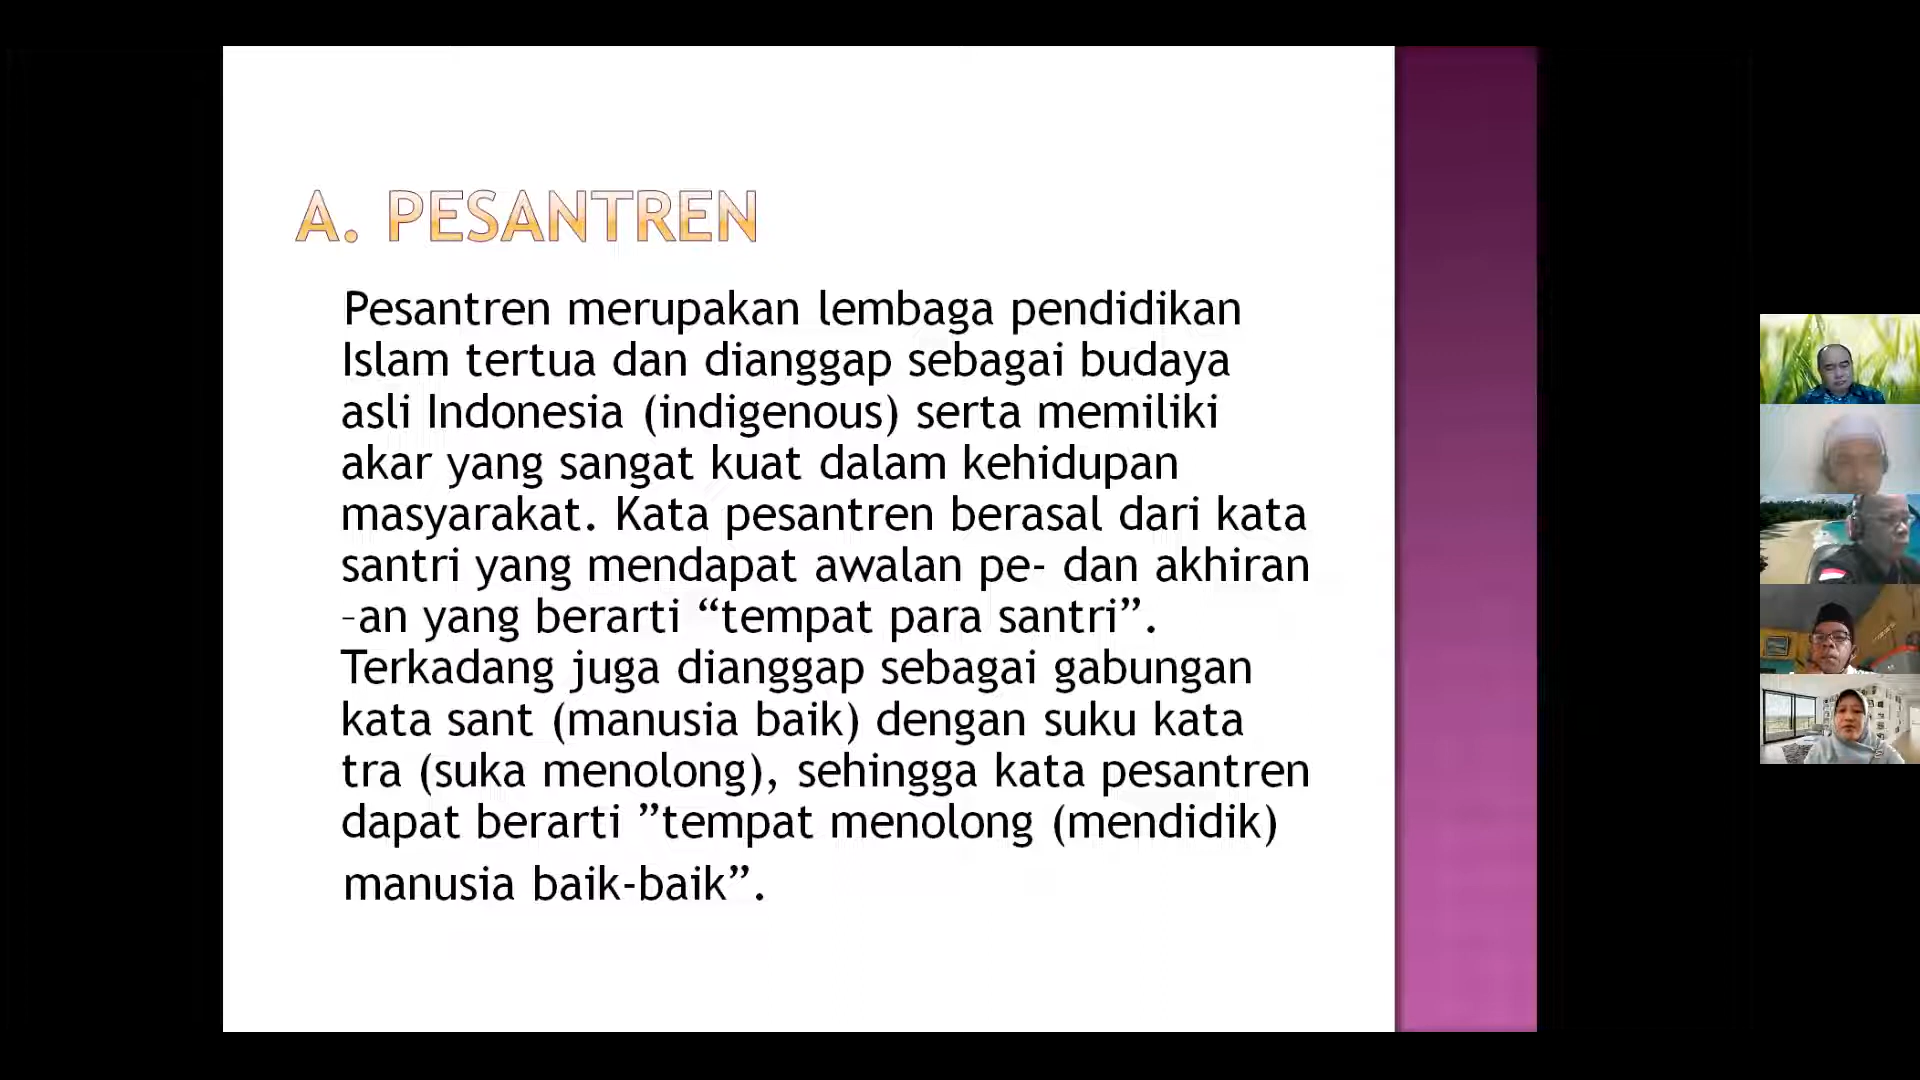 A. PESANTREN
Pesantren merupakan lembaga pendidikan
Islam tertua dan dianggap sebagai budaya
asli Indonesia (indigenous) serta memiliki
akar yang sangat kuat dalam kehidupan
masyarakat. Kata pesantren berasal dari kata
santri yang mendapat awalan pe- dan akhiran
–an yang berarti “tempat para santri”.
Terkadang juga dianggap sebagai gabungan
kata sant (manusia baik) dengan suku kata
tra (suka menolong), sehingga kata pesantren
dapat berarti ”tempat menolong (mendidik)
manusia baik-baik”.